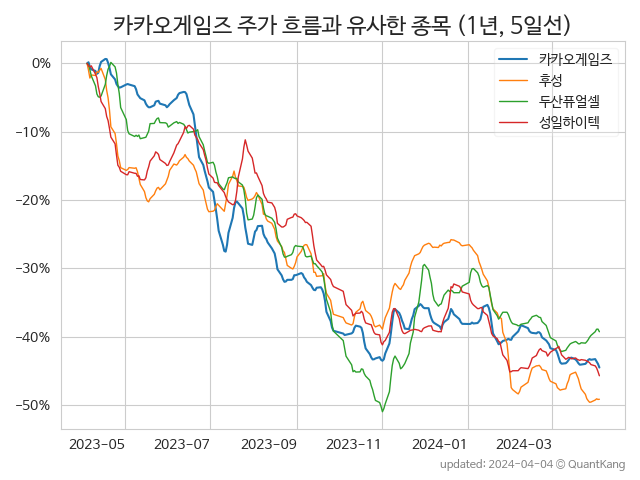 카카오게임즈 주가 흐름과 유사한 종목 (1년, 5일선)
카카오게임즈
후성
두산퓨얼셀
성일하이텍
0%
-10%
-20%
-30%
-40%
-50%
2023-05 2023-07 2023-09 2023-11 2024-01 2024-03
updated: 2024-04-04 © QuantKang